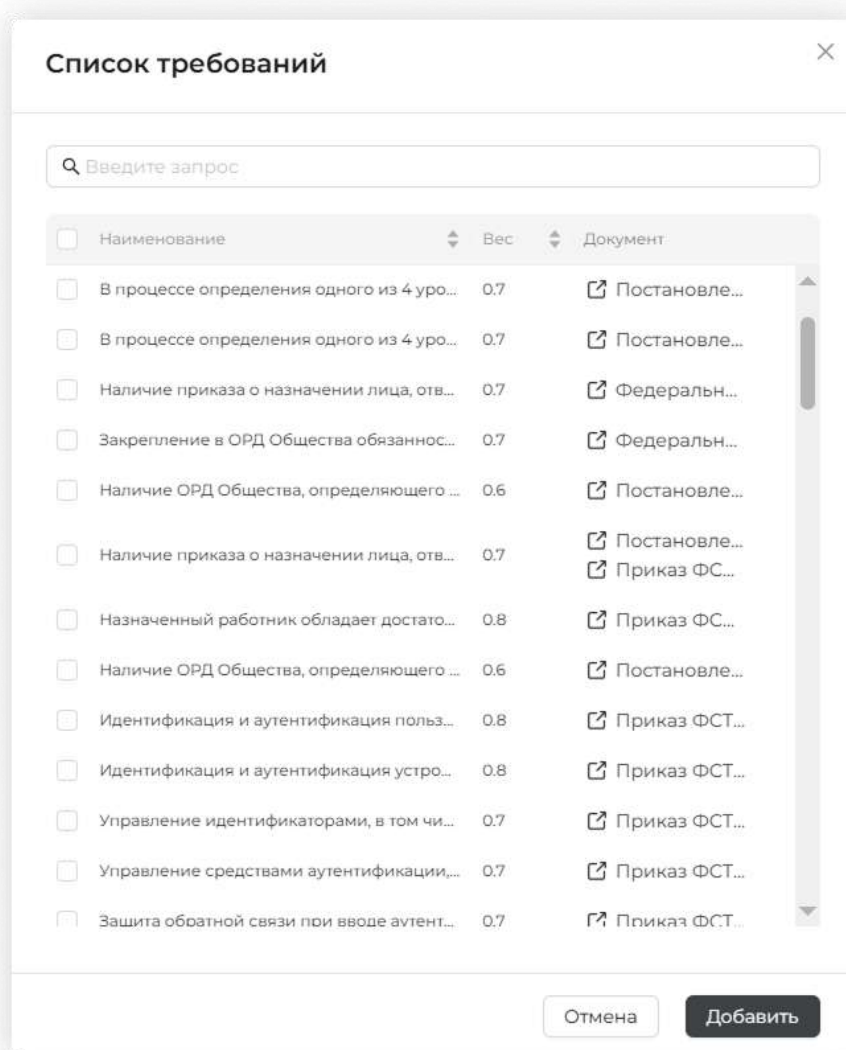 Список требований
Введите запрос
Наименование Вес Документ
В процессе определения одного из 4 уро... 0.7 Постановле...
В процессе определения одного из 4 уро... 0.7 Постановле...
Наличие приказа о назначении лица, отв... 0.7 Федеральн...
Закрепление в ОРД Общества обязаннос... 0.7 Федеральн...
Наличие ОРД Общества, определяющего ... 0.6 Постановле...
Наличие приказа о назначении лица, отв... 0.7 Постановле...
Приказ ФС...
Назначенный работник обладает достато... 0.8 Приказ ФС...
Наличие ОРД Общества, определяющего ... 0.6 Постановле...
Идентификация и аутентификация польз... 0.8 Приказ ФСТ...
Идентификация и аутентификация устро... 0.8 Приказ ФСТ...
Управление идентификаторами, в том чи... 0.7 Приказ ФСТ...
Управление средствами аутентификации,... 0.7 Приказ ФСТ...
Защита обратной связи при вводе аутент... 0.7 Приказ ФСТ...
Отмена Добавить